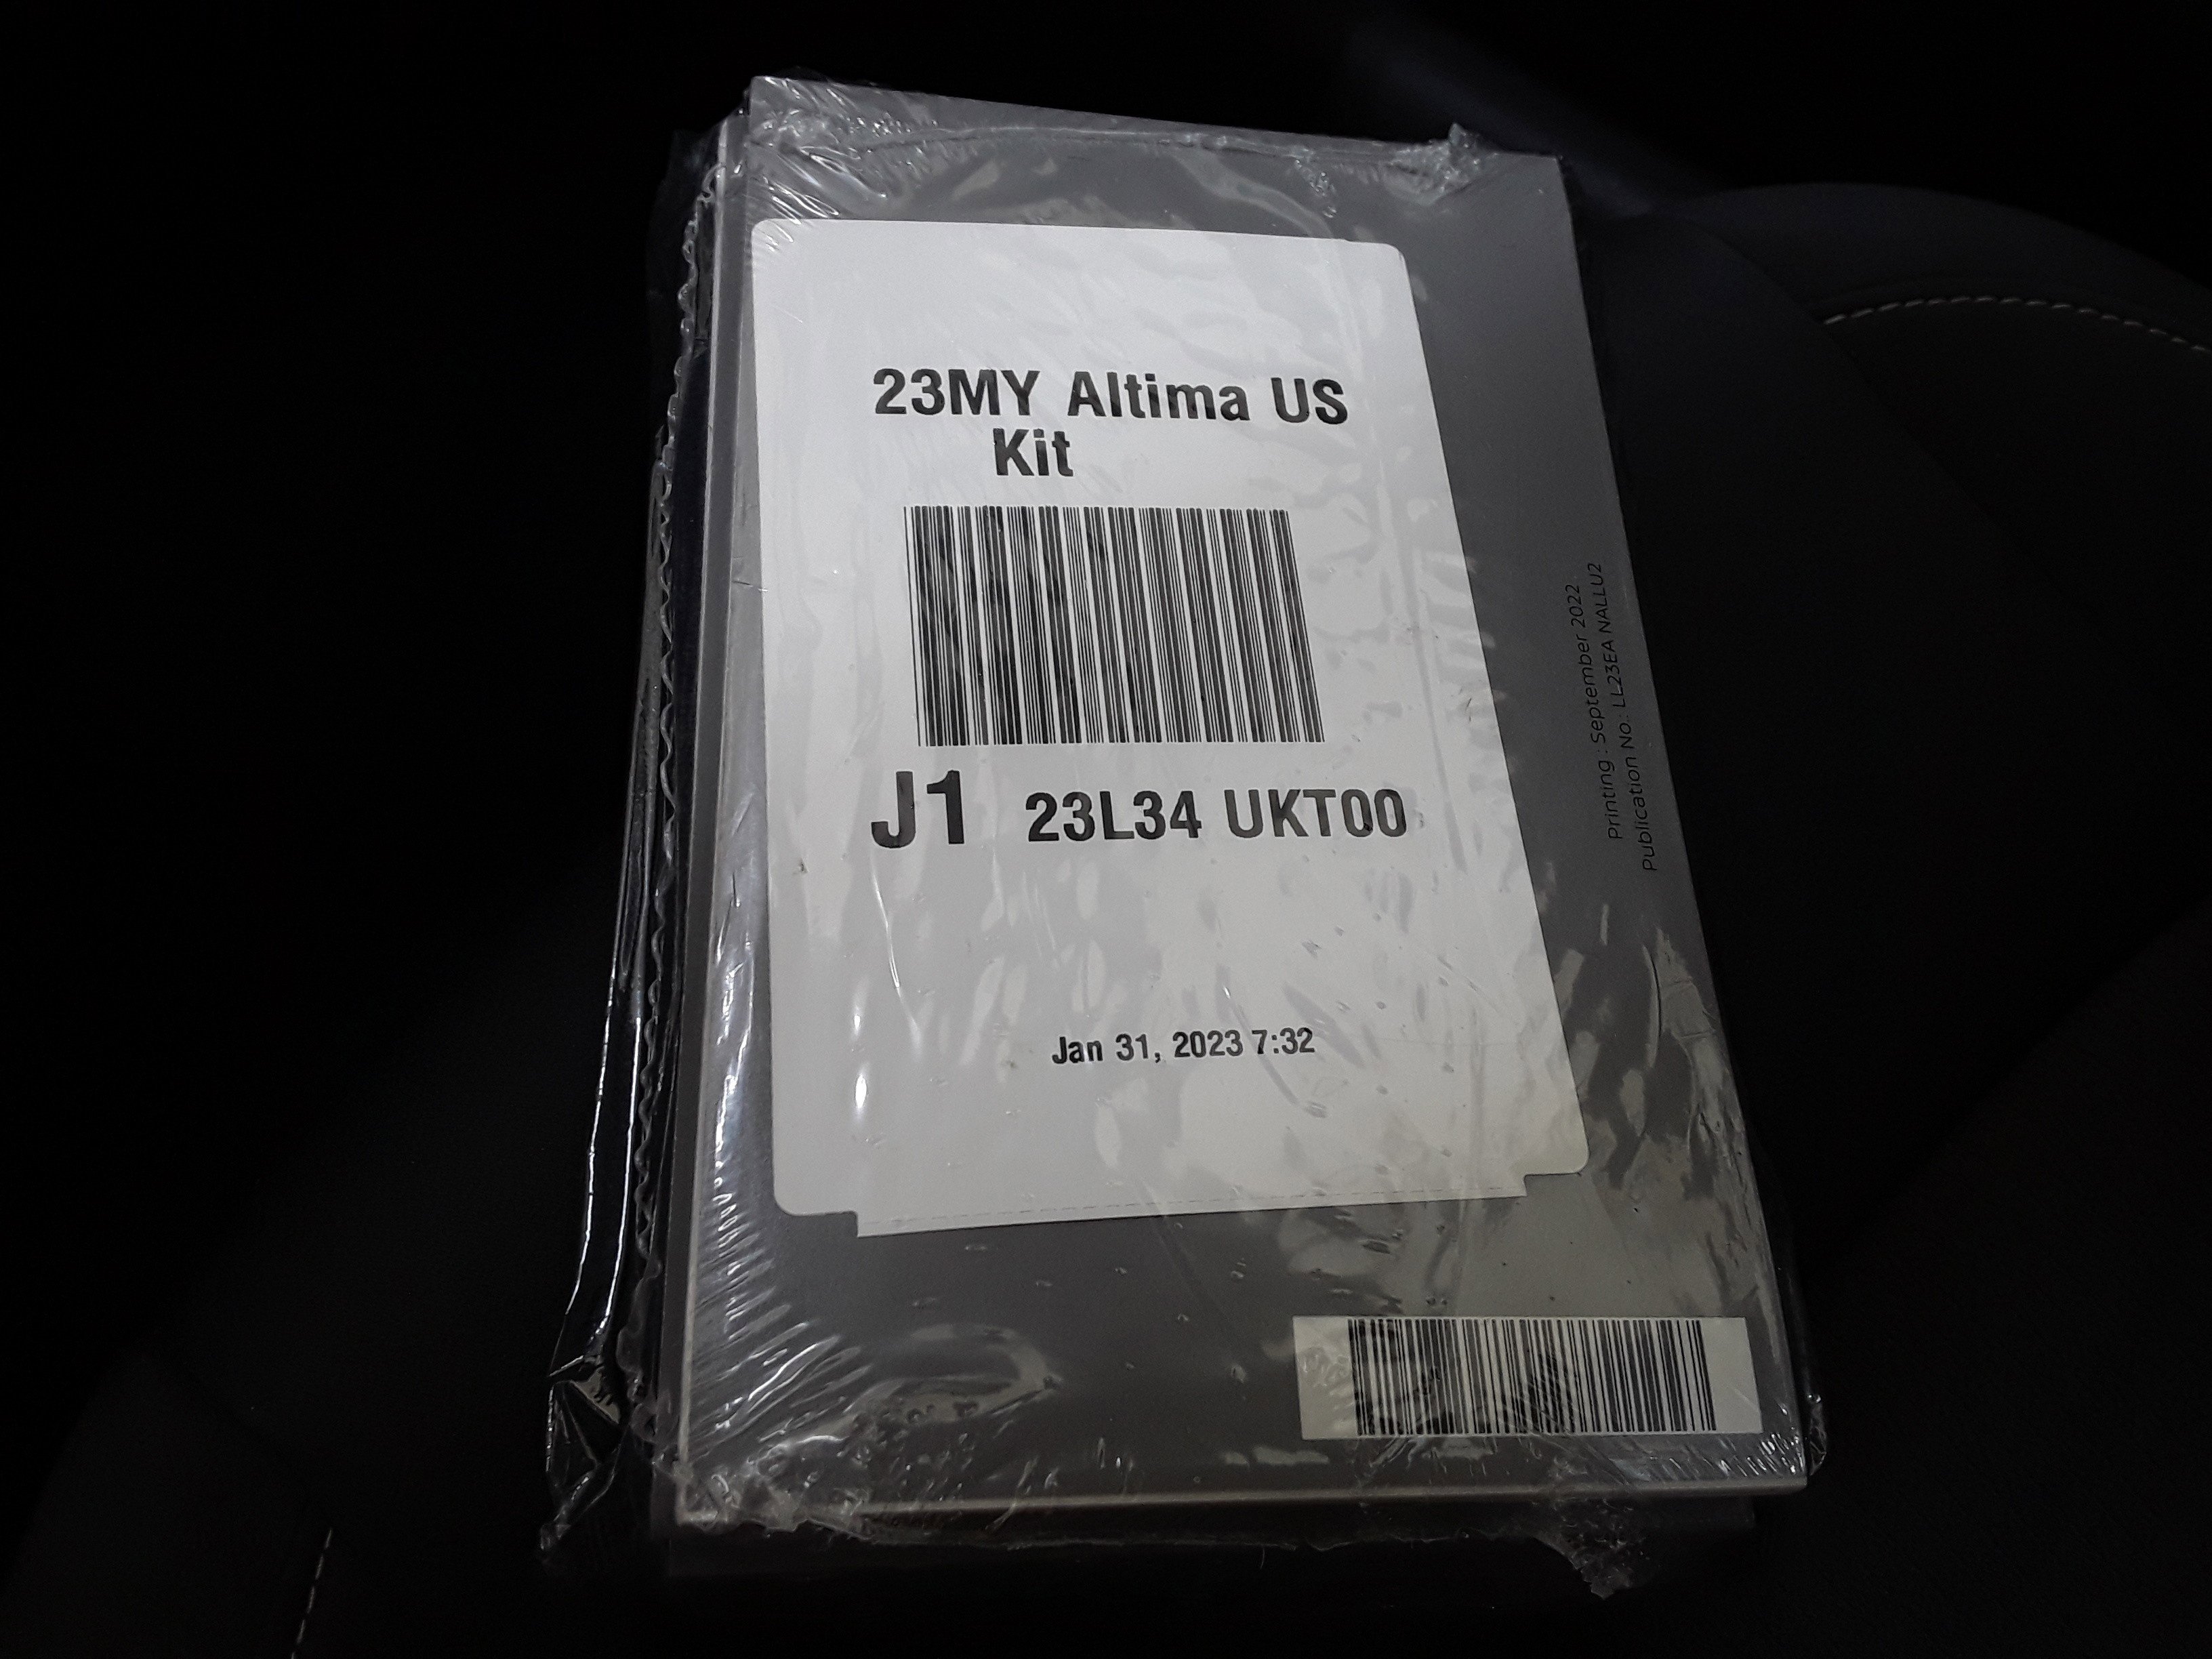 23MY Altima US
Kit
J1 23L34 UKT00
Jan 31, 2023 7:32
Printing : September 2022
Publication No.: LL23EA NALLU2